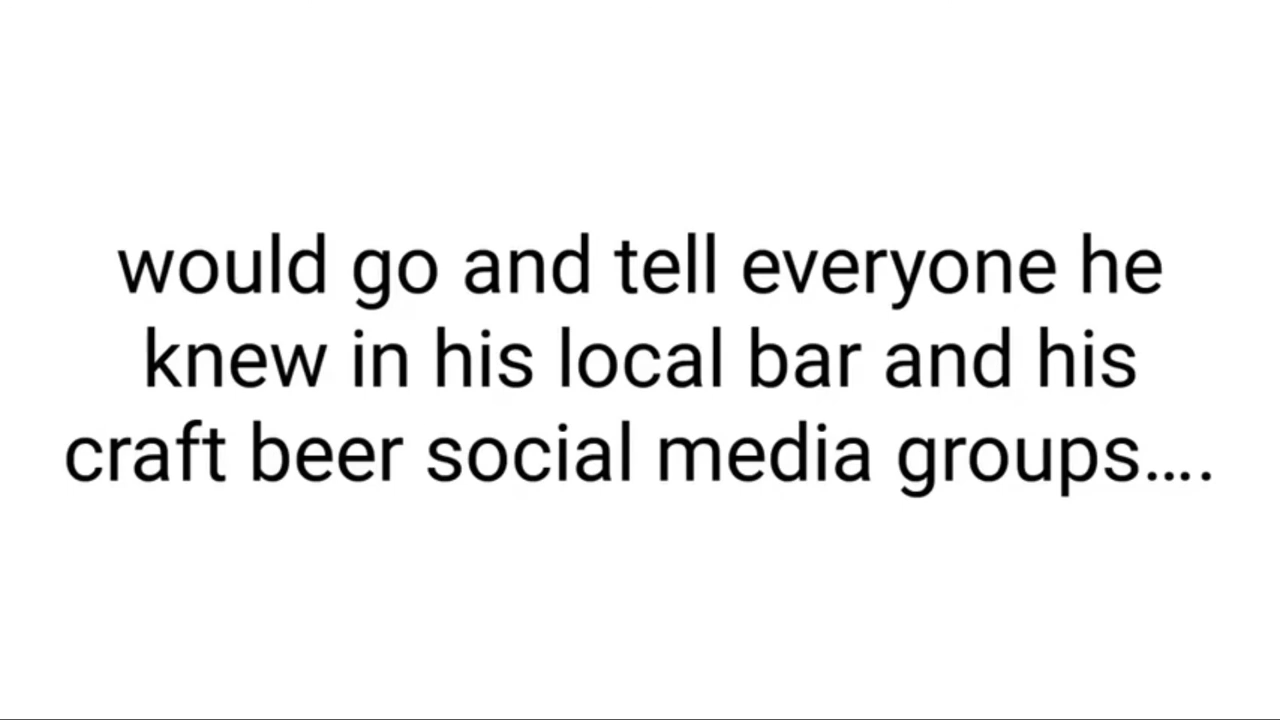 would go and tell everyone he
knew in his local bar and his
craft beer social media groups….